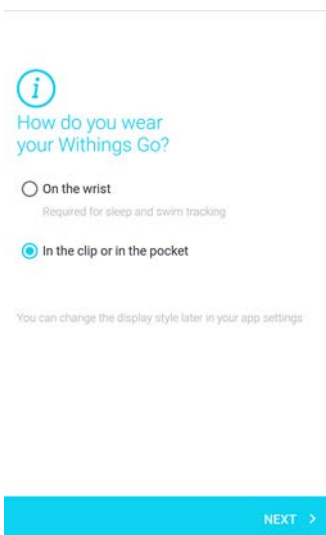 i
How do you wear
your Withings Go?
On the wrist
Required for sleep and swim tracking
In the clip or in the pocket
You can change the display style later in your app settings
NEXT >